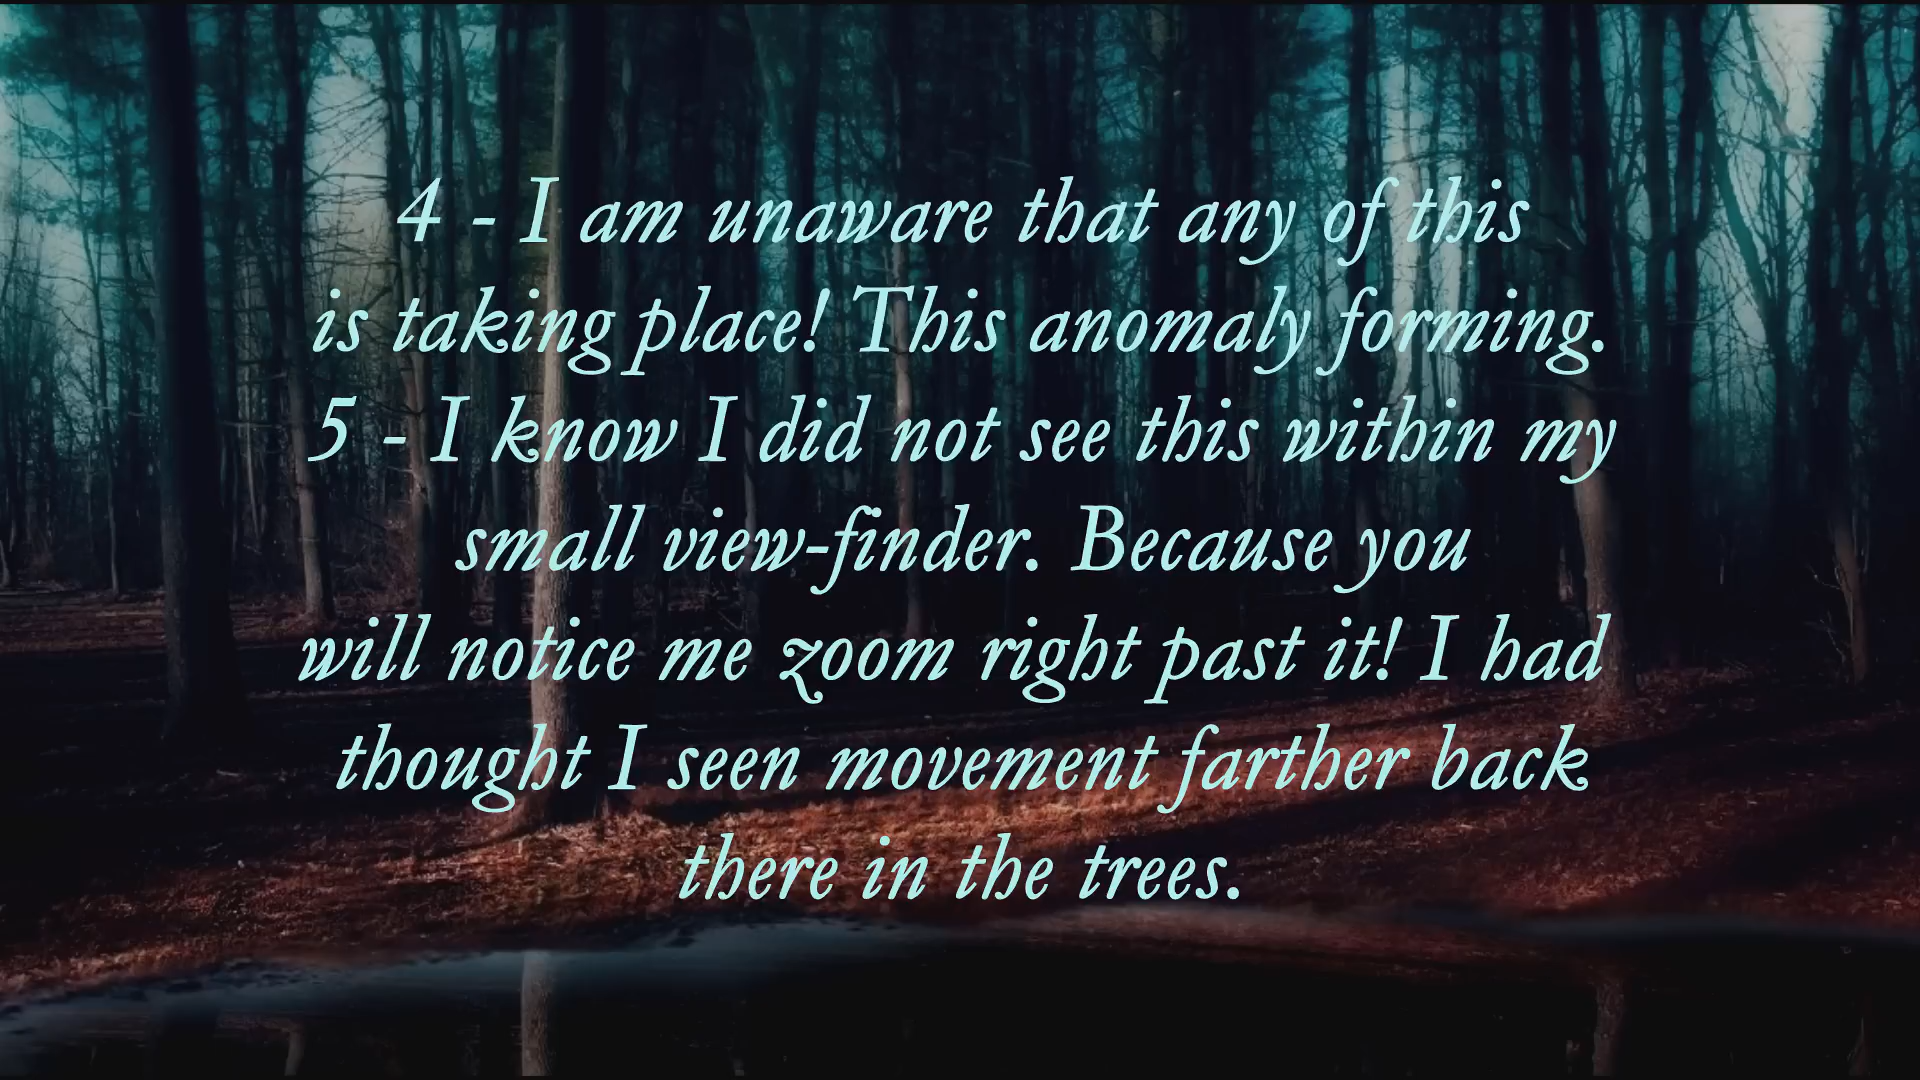 4 - I am unaware that any of this
is taking place! This anomaly forming.
5 - I know I did not see this within my
small view-finder. Because you
will notice me zoom right past it! I had
thought I seen movement farther back
there in the trees.